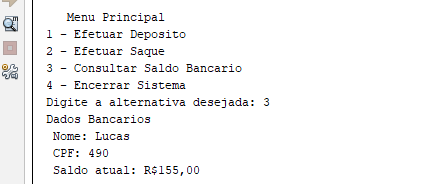 Menu Principal
1 - Efetuar Deposito
2 - Efetuar Saque
3 - Consultar Saldo Bancario
4 - Encerrar Sistema
Digite a alternativa desejada: 3
Dados Bancarios
Nome: Lucas
CPF: 490
Saldo atual: R$155,00